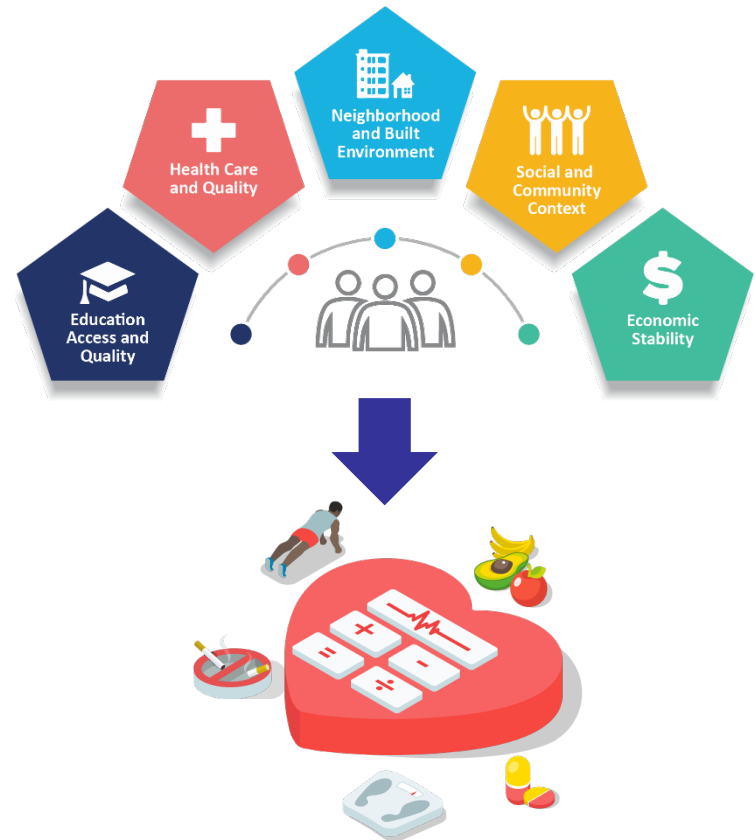 Neighborhood
and Built
Environment
Health Care
and Quality
Social and
Community
Context
Education
Access and
Quality
$
Economic
Stability
+
=
-
÷